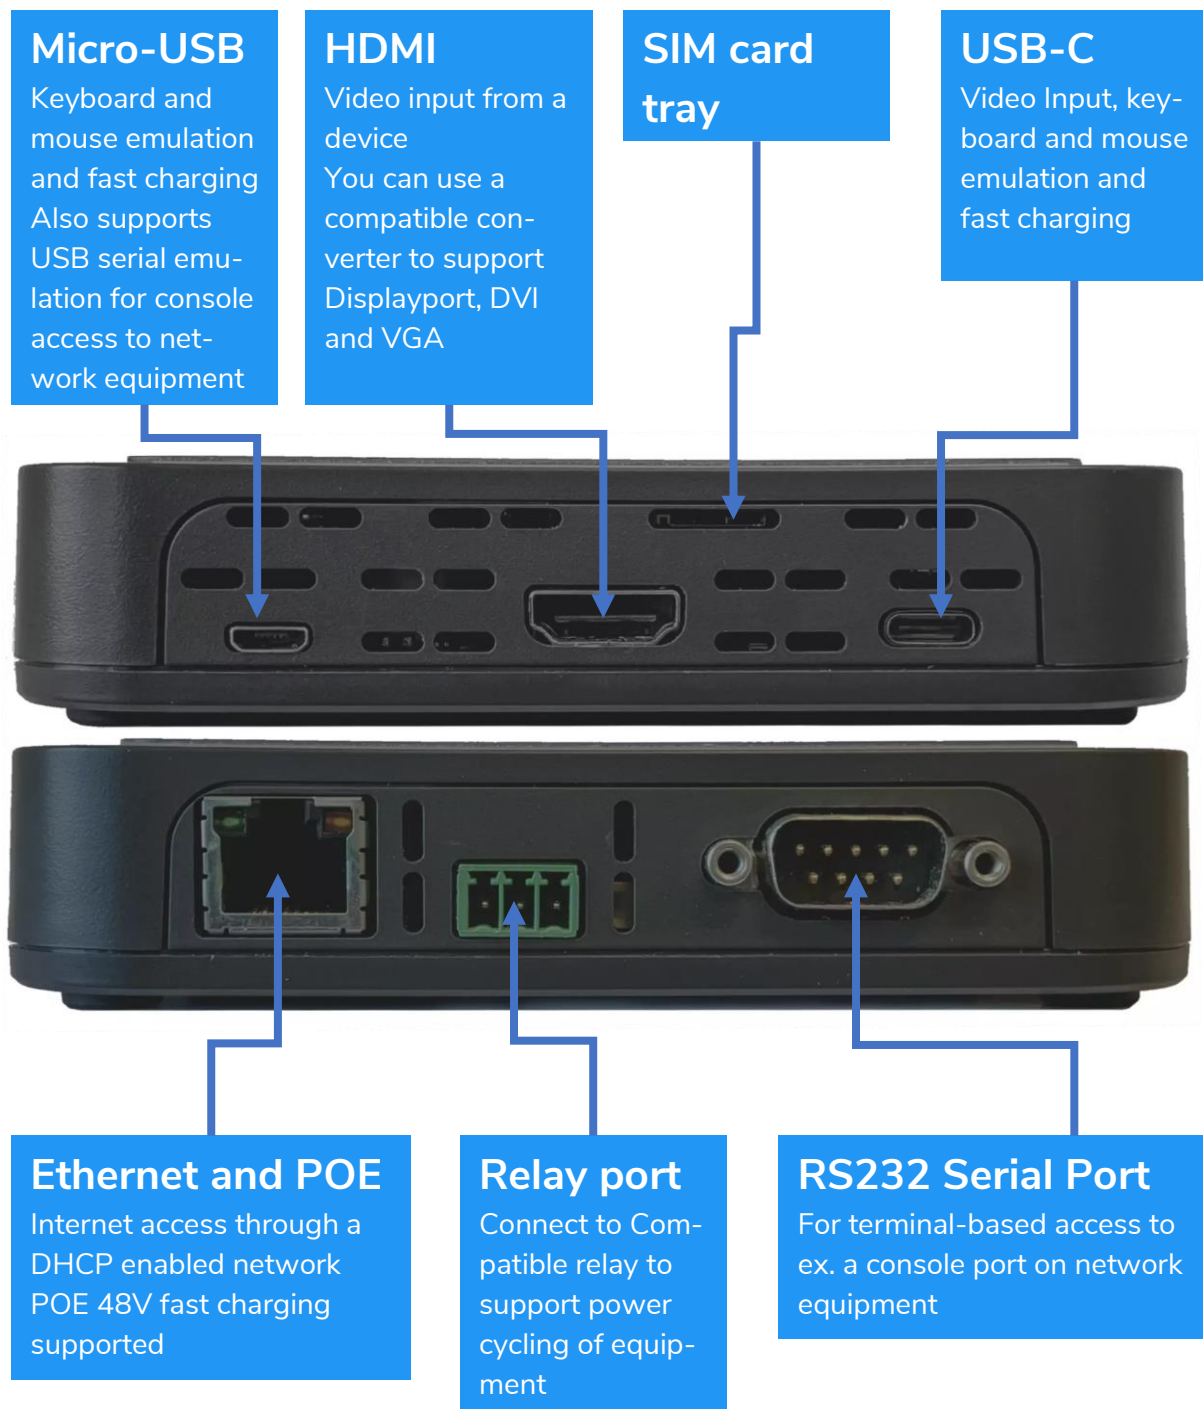 Micro-USB
Keyboard and
mouse emulation
and fast charging
Also supports
USB serial emu-
lation for console
access to net-
work equipment
HDMI
Video input from a
device
You can use a
compatible con-
verter to support
Displayport, DVI
and VGA
SIM card
tray
USB-C
Video Input, key-
board and mouse
emulation and
fast charging
Ethernet and POE
Internet access through a
DHCP enabled network
POE 48V fast charging
supported
Relay port
Connect to Com-
patible relay to
support power
cycling of equip-
ment
RS232 Serial Port
For terminal-based access to
ex. a console port on network
equipment